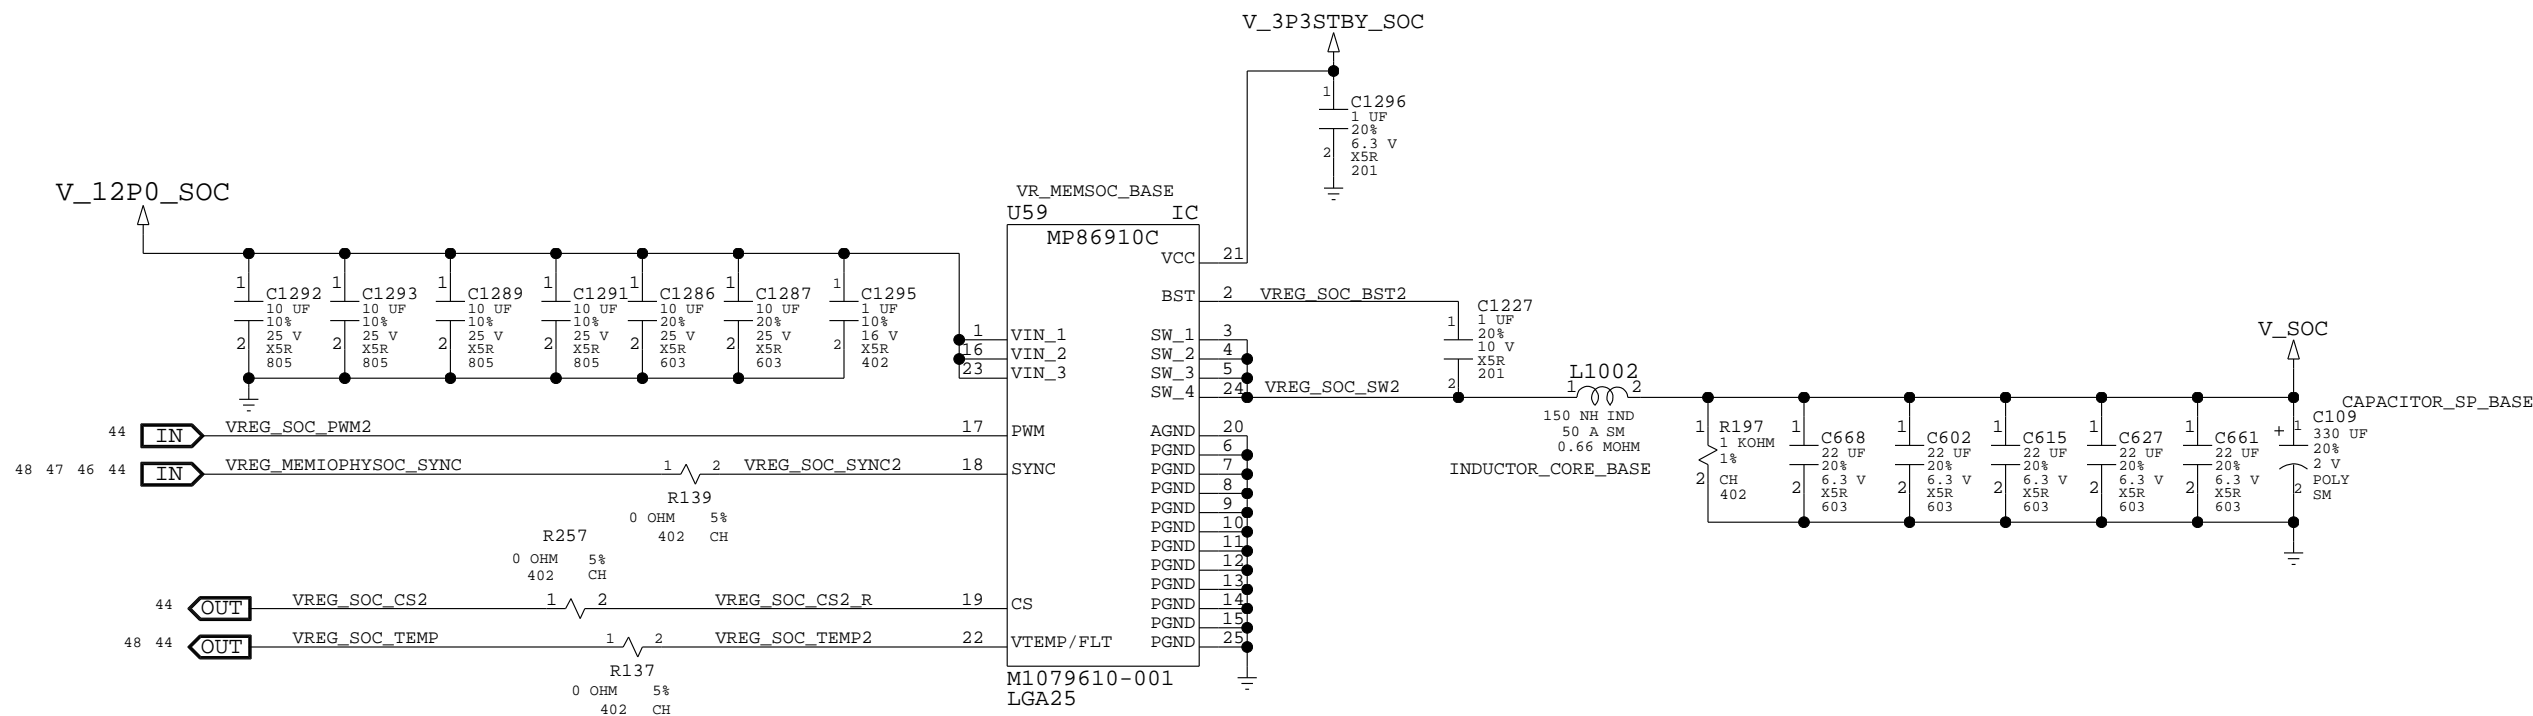 V_3P3STBY_SOC
1
C1296
1 UF
20%
6.3 V
X5R
201
2
V_12P0_SOC
VR_MEMSOC_BASE
U59 IC
MP86910C
1
C1292
10 UF
10%
25 V
X5R
805
2
1
C1293
10 UF
10%
25 V
X5R
805
2
1
C1289
10 UF
10%
25 V
X5R
805
2
1
C1291
10 UF
10%
25 V
X5R
805
2
1
C1286
10 UF
20%
25 V
X5R
603
2
1
C1287
10 UF
20%
25 V
X5R
603
2
1
C1295
1 UF
10%
16 V
X5R
402
2
1 VIN_1
16 VIN_2
23 VIN_3
44 IN VREG_SOC_PWM2 17 PWM
48 47 46 44 IN VREG_MEMIOPHYSOC_SYNC 1 2 VREG_SOC_SYNC2 18 SYNC
R139
0 OHM 5%
402 CH
R257
0 OHM 5%
402 CH
44 OUT VREG_SOC_CS2 1 2 VREG_SOC_CS2_R 19 CS
48 44 OUT VREG_SOC_TEMP 1 2 VREG_SOC_TEMP2 22 VTEMP/FLT
R137
0 OHM 5%
402 CH
M1079610-001
LGA25
VCC 21
BST 2 VREG_SOC_BST2
SW_1 3
SW_2 4
SW_3 5
SW_4 24 VREG_SOC_SW2
AGND 20
PGND 6
PGND 7
PGND 8
PGND 9
PGND 10
PGND 11
PGND 12
PGND 13
PGND 14
PGND 15
PGND 25
C1227
1 UF
1
20%
10 V
X5R
201
2
L1002
1 2
150 NH IND
50 A SM
0.66 MOHM
INDUCTOR_CORE_BASE
V_SOC
CAPACITOR_SP_BASE
1 R197
1 KOHM
1%
2 CH
402
1
C668
22 UF
20%
6.3 V
X5R
603
2
1
C602
22 UF
20%
6.3 V
X5R
603
2
1
C615
22 UF
20%
6.3 V
X5R
603
2
1
C627
22 UF
20%
6.3 V
X5R
603
2
1
C661
22 UF
20%
6.3 V
X5R
603
2
C109
+ 1
330 UF
20%
2 V
POLY
2 SM